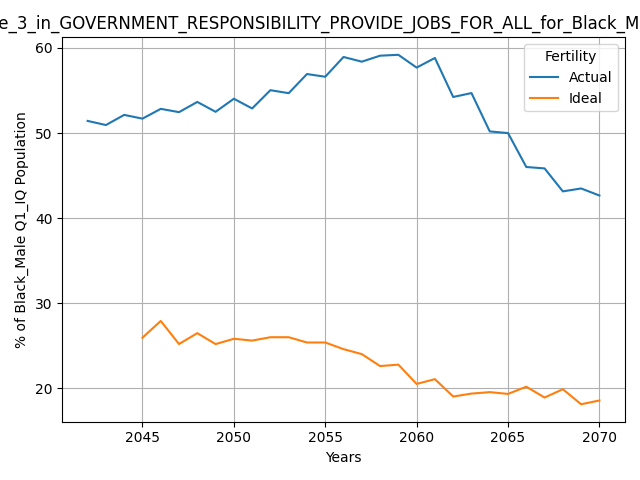 e_3_in_GOVERNMENT_RESPONSIBILITY_PROVIDE_JOBS_FOR_ALL_for_Black_M
Fertility
Actual
Ideal
% of Black_Male Q1_IQ Population
60
50
40
30
20
2045 2050 2055 2060 2065 2070
Years